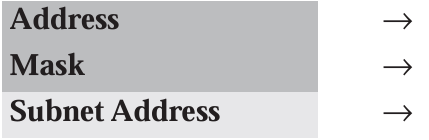 Address →
Mask →
Subnet Address →